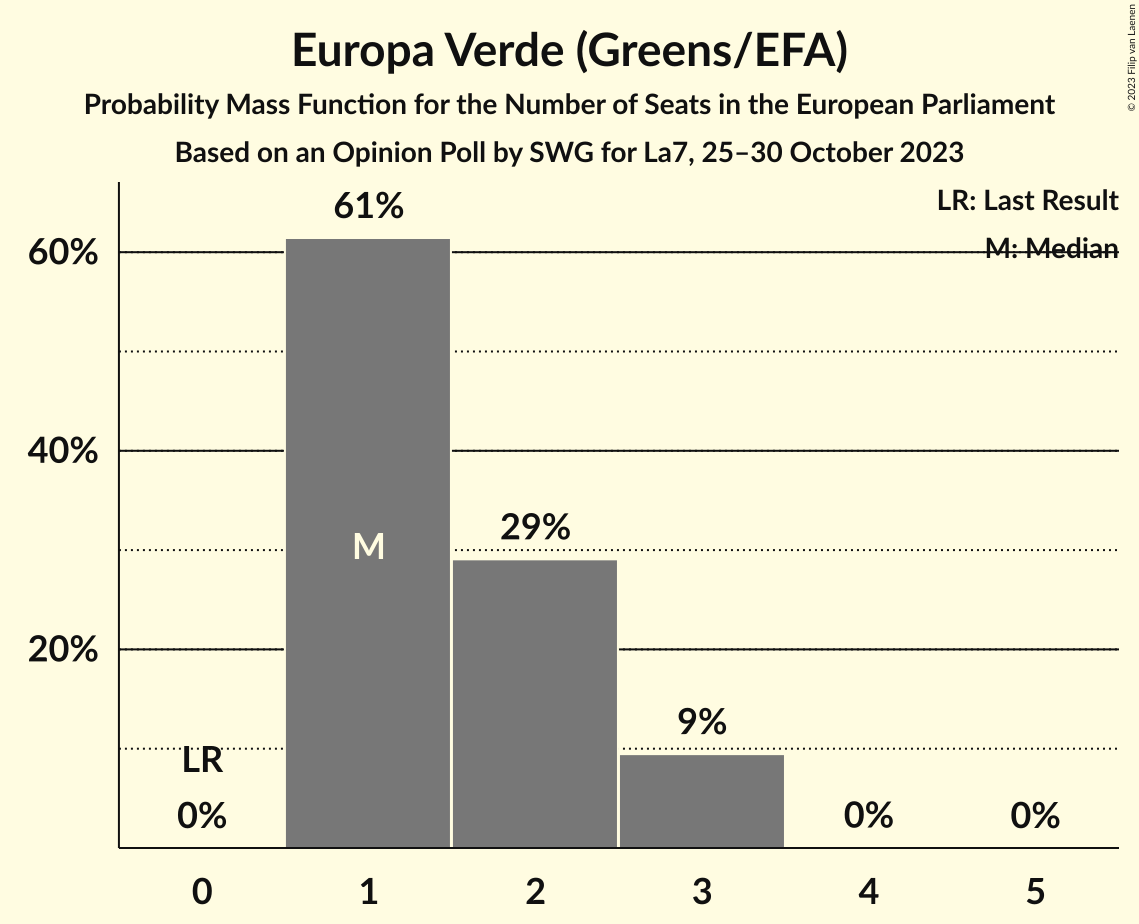 Europa Verde (Greens/EFA)
Probability Mass Function for the Number of Seats in the European Parliament
Based on an Opinion Poll by SWG for La7, 25–30 October 2023
© 2023 Filip van Laenen
LR: Last Result
M: Median
61%
60%
40%
M
29%
20%
9%
LR
0%
0%
0%
0 1 2 3 4 5